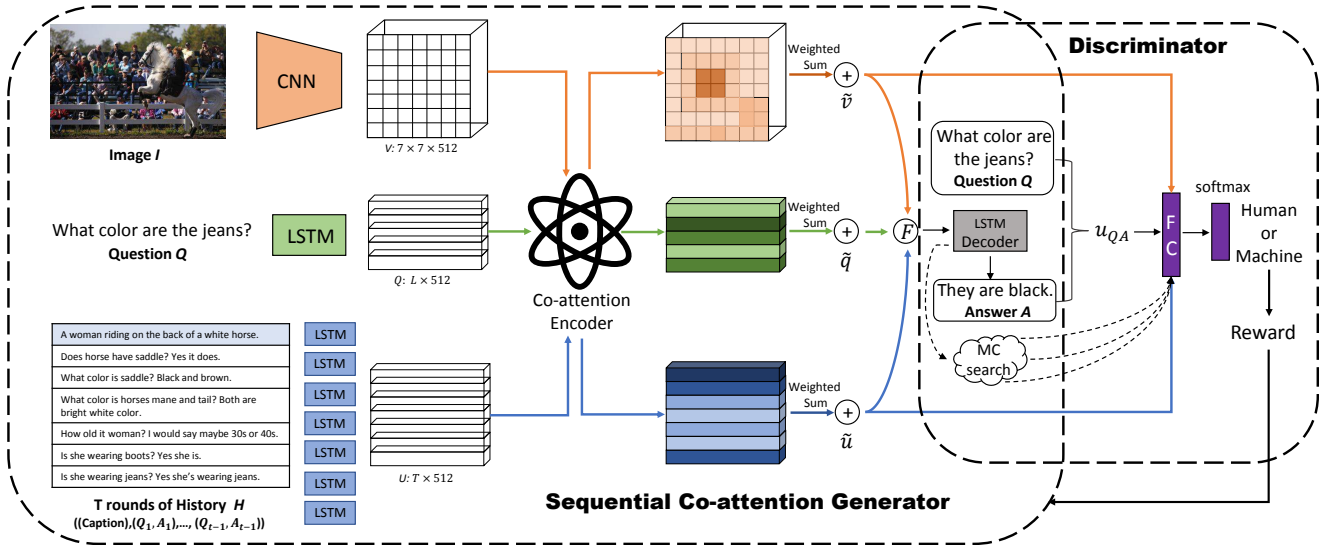 Discriminator
CNN
Image I
V: 7 × 7 × 512
Weighted
Sum
+
ṽ
What color are the jeans?
Question Q
LSTM
Q: L × 512
Co-attention
Encoder
Weighted
Sum
+
q̃
F
LSTM
Decoder
What color are
the jeans?
Question Q
They are black.
Answer A
MC
search
u_QA
F
C
softmax
Human
or
Machine
Reward
A woman riding on the back of a white horse.
Does horse have saddle? Yes it does.
What color is saddle? Black and brown.
What color is horses mane and tail? Both are
bright white color.
How old it woman? I would say maybe 30s or 40s.
Is she wearing boots? Yes she is.
Is she wearing jeans? Yes she's wearing jeans.
T rounds of History H
((Caption),(Q₁, A₁),…, (Qₜ₋₁, Aₜ₋₁))
LSTM
LSTM
LSTM
LSTM
LSTM
LSTM
LSTM
U: T × 512
Weighted
Sum
+
ũ
Sequential Co-attention Generator